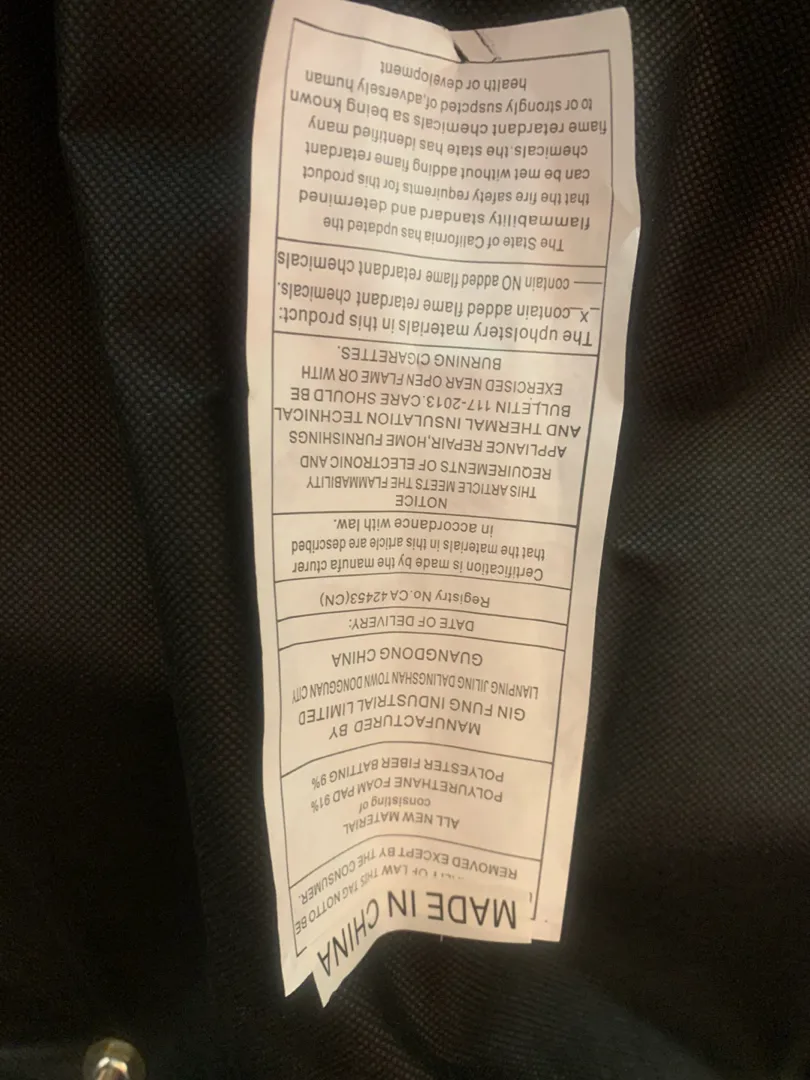 MADE IN CHINA
OF LAW THIS TAG NOTTO BE
REMOVED EXCEPT BY THE CONSUMER.
ALL NEW MATERIAL
consisting of
POLYURETHANE FOAM PAD 91%
POLYESTER FIBER BATTING 9%
MANUFACTURED BY
GIN FUNG INDUSTRIAL LIMITED
LIANPING JILING DALINGSHAN TOWN DONGGUAN CITY
GUANGDONG CHINA
DATE OF DELIVERY:
Registry No.CA 42453(CN)
Certification is made by the manufa cturer
that the materials in this article are described
in accordance with law.
NOTICE
THIS ARTICLE MEETS THE FLAMMABILITY
REQUIREMENTS OF ELECTRONIC AND
APPLIANCE REPAIR,HOME FURNISHINGS
AND THERMAL INSULATION TECHNICAL
BULLETIN 117-2013.CARE SHOULD BE
EXERCISED NEAR OPEN FLAME OR WITH
BURNING CIGARETTES.
The upholstery materials in this product:
_X_contain added flame retardant chemicals.
___ contain NO added flame retardant chemicals
The State of California has updated the
flammability standard and determined
that the fire safety requiremts for this product
can be met without adding flame retardant
chemicals.the state has identified many
flame retardant chemicals sa being known
to or strongly suspcted of,adversely human
health or development